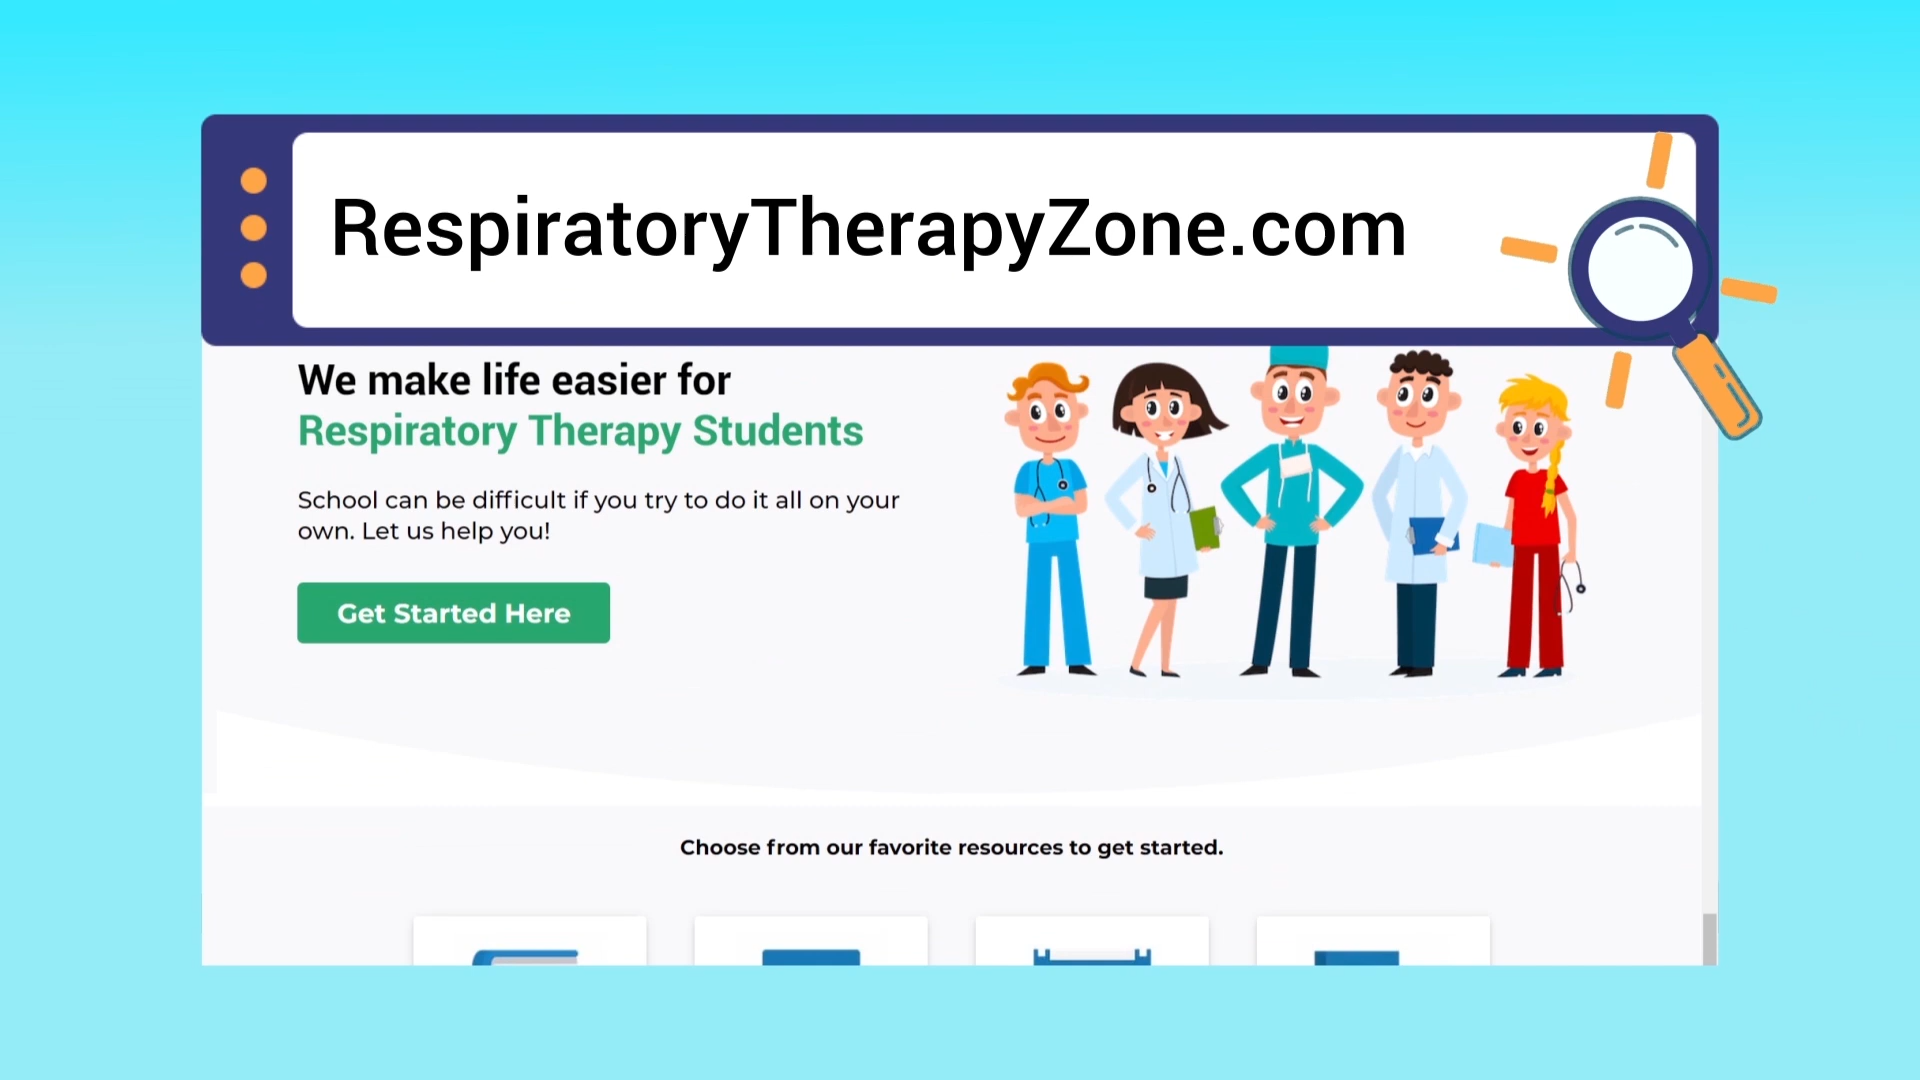 RespiratoryTherapyZone.com
We make life easier for
Respiratory Therapy Students
School can be difficult if you try to do it all on your
own. Let us help you!
Get Started Here
Choose from our favorite resources to get started.